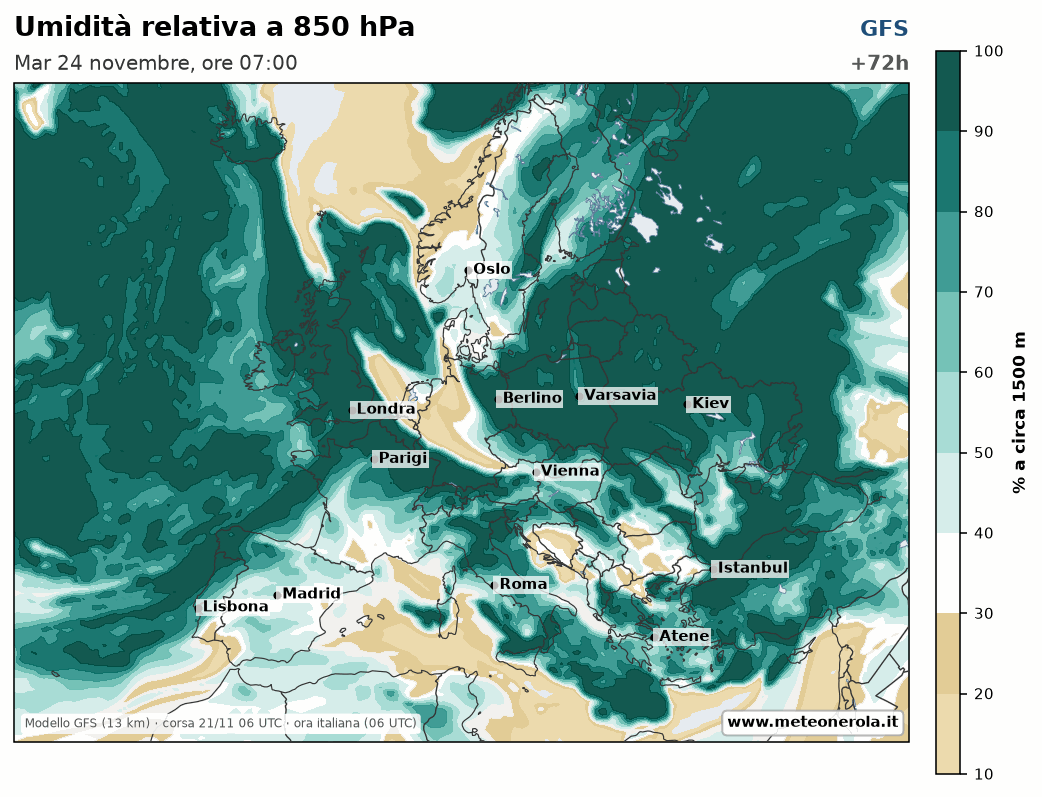 Umidità relativa a 850 hPa
GFS
Mar 24 novembre, ore 07:00
+72h
100
90
80
70
60
50
40
30
20
10
% a circa 1500 m
Oslo
Berlino
Varsavia
Kiev
Londra
Parigi
Vienna
Istanbul
Roma
Madrid
Lisbona
Atene
Modello GFS (13 km) · corsa 21/11 06 UTC · ora italiana (06 UTC)
www.meteonerola.it